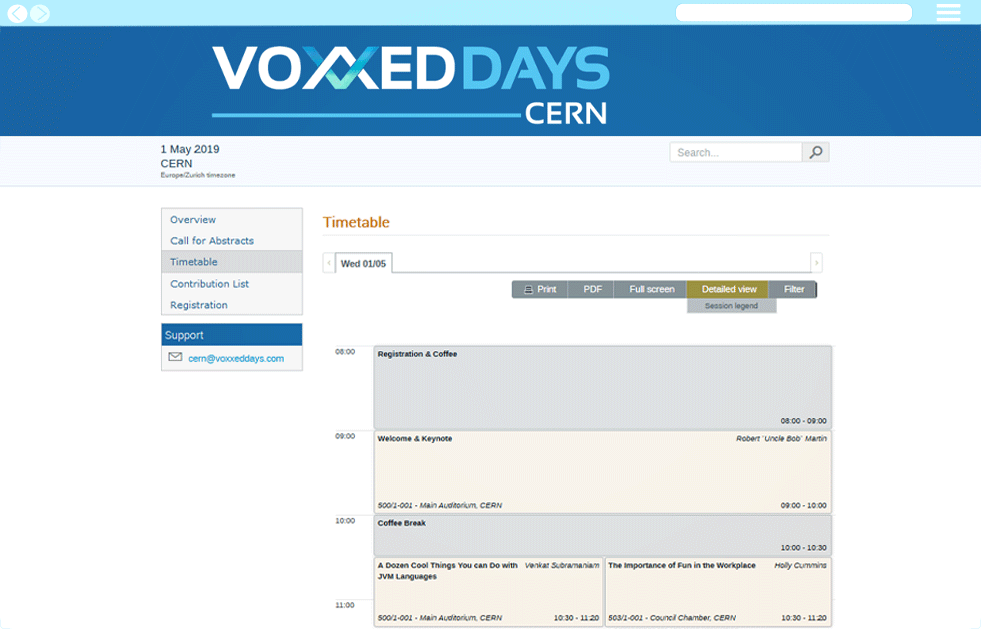 VOXXEDDAYS
CERN
1 May 2019
CERN
Europe/Zurich timezone
Search...
Overview
Call for Abstracts
Timetable
Contribution List
Registration
Support
cern@voxxeddays.com
Timetable
Wed 01/05
Print PDF Full screen Detailed view Filter
Session legend
08:00
Registration & Coffee
08:00 - 09:00
09:00
Welcome & Keynote Robert `Uncle Bob` Martin
500/1-001 - Main Auditorium, CERN 09:00 - 10:00
10:00
Coffee Break
10:00 - 10:30
A Dozen Cool Things You can Do with Venkat Subramaniam
JVM Languages
500/1-001 - Main Auditorium, CERN 10:30 - 11:20
The Importance of Fun in the Workplace Holly Cummins
503/1-001 - Council Chamber, CERN 10:30 - 11:20
11:00